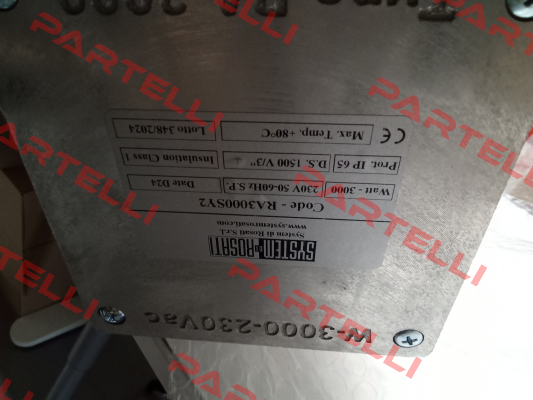 W-3000-230Vac
SYSTEM ROSATI
System di Rosati S.r.l.
www.systemrosati.com
Code - RA3000SV2
Watt - 3000 230V 50-60Hz S.P. Date D24
Prot. IP 65 D.S. 1500 V/3" Insulation Class I
CE Max. Temp. +80°C Lotto 348/2024
PARTELLI
PARTELLI
PARTELLI
PARTELLI
PARTELLI
PARTELLI